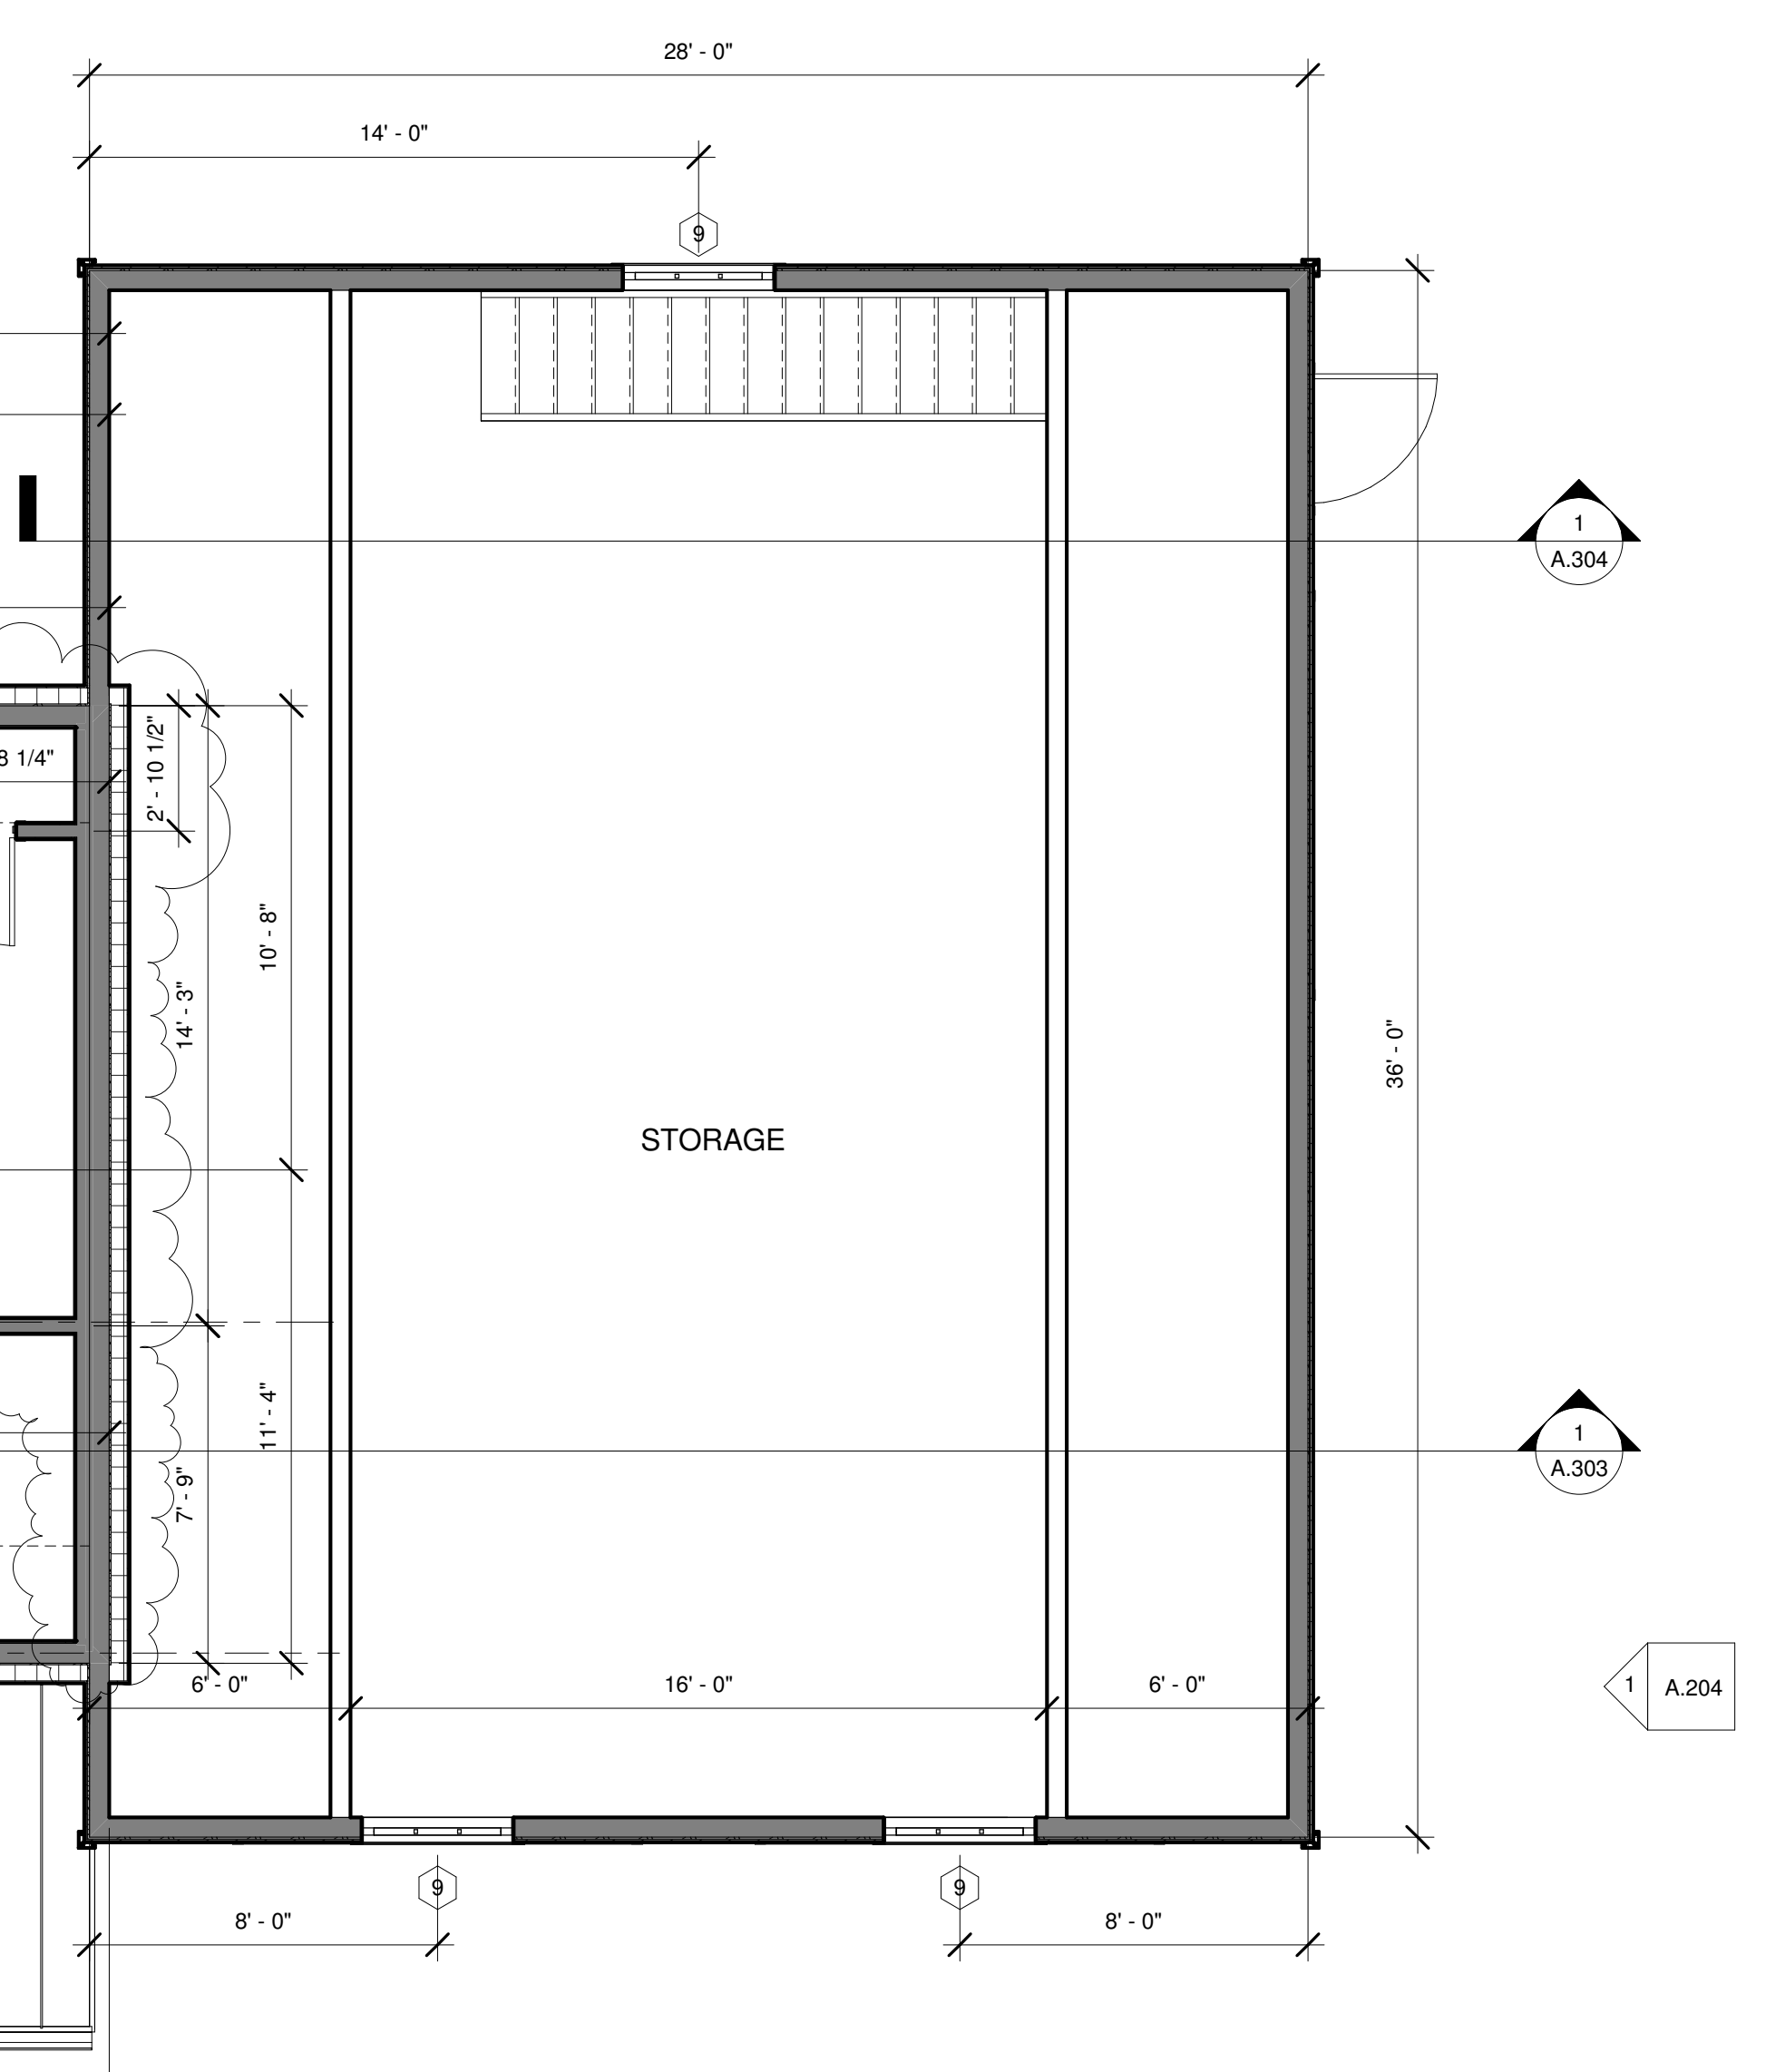 28' - 0"
14' - 0"
9
1
A.304
8 1/4"
2' - 10 1/2"
10' - 8"
14' - 3"
36' - 0"
STORAGE
11' - 4"
1
A.303
7' - 9"
6' - 0"
16' - 0"
6' - 0"
1
A.204
9
9
8' - 0"
8' - 0"